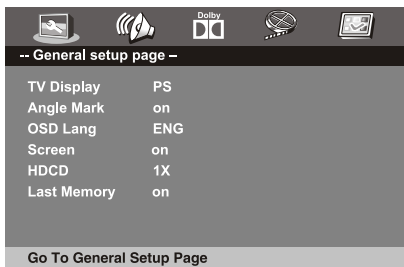 Dolby
-- General setup page –
TV Display PS
Angle Mark on
OSD Lang ENG
Screen on
HDCD 1X
Last Memory on
Go To General Setup Page